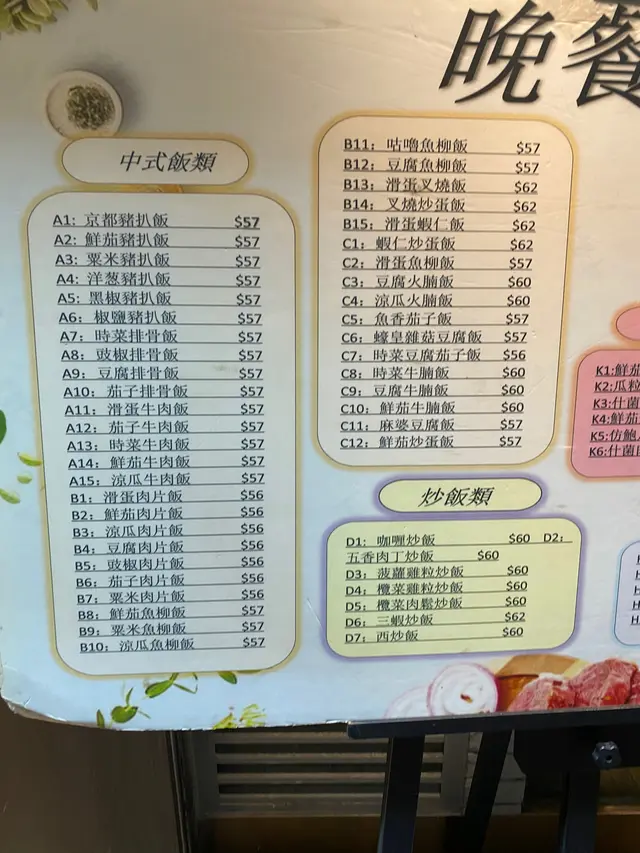 晚餐
中式飯類
A1: 京都豬扒飯 $57
A2: 鮮茄豬扒飯 $57
A3: 粟米豬扒飯 $57
A4: 洋葱豬扒飯 $57
A5: 黑椒豬扒飯 $57
A6: 椒鹽豬扒飯 $57
A7: 時菜排骨飯 $57
A8: 豉椒排骨飯 $57
A9: 豆腐排骨飯 $57
A10: 茄子排骨飯 $57
A11: 滑蛋牛肉飯 $57
A12: 茄子牛肉飯 $57
A13: 時菜牛肉飯 $57
A14: 鮮茄牛肉飯 $57
A15: 涼瓜牛肉飯 $57
B1: 滑蛋肉片飯 $56
B2: 鮮茄肉片飯 $56
B3: 涼瓜肉片飯 $56
B4: 豆腐肉片飯 $56
B5: 豉椒肉片飯 $56
B6: 茄子肉片飯 $56
B7: 粟米肉片飯 $56
B8: 鮮茄魚柳飯 $57
B9: 粟米魚柳飯 $57
B10: 涼瓜魚柳飯 $57
B11: 咕嚕魚柳飯 $57
B12: 豆腐魚柳飯 $57
B13: 滑蛋叉燒飯 $62
B14: 叉燒炒蛋飯 $62
B15: 滑蛋蝦仁飯 $62
C1: 蝦仁炒蛋飯 $62
C2: 滑蛋魚柳飯 $57
C3: 豆腐火腩飯 $60
C4: 涼瓜火腩飯 $60
C5: 魚香茄子飯 $57
C6: 蠔皇雜菇豆腐飯 $57
C7: 時菜豆腐茄子飯 $56
C8: 時菜牛腩飯 $60
C9: 豆腐牛腩飯 $60
C10: 鮮茄牛腩飯 $60
C11: 麻婆豆腐飯 $57
C12: 鮮茄炒蛋飯 $57
炒飯類
D1: 咖喱炒飯 $60 D2:
五香肉丁炒飯 $60
D3: 菠蘿雞粒炒飯 $60
D4: 欖菜雞粒炒飯 $60
D5: 欖菜肉鬆炒飯 $60
D6: 三蝦炒飯 $62
D7: 西炒飯 $60
K1:鮮茄
K2:瓜粒
K3:什菌
K4:鮮茄
K5:仿鮑
K6:什菌